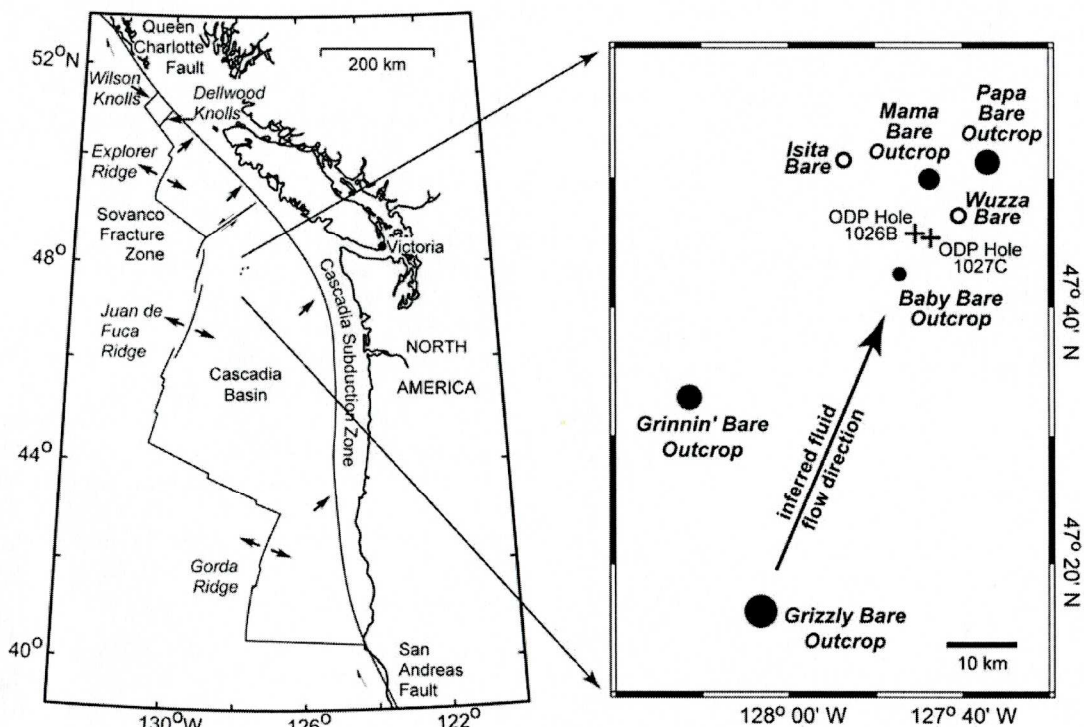 52°N
Queen
Charlotte
Fault
200 km
Wilson
Knolls
Dellwood
Knolls
Explorer
Ridge
Sovanco
Fracture
Zone
Victoria
48°
Juan de
Fuca
Ridge
Cascadia
Basin
Cascadia Subduction Zone
NORTH
AMERICA
44°
Gorda
Ridge
40°
San
Andreas
Fault
130°W
126°
122°
Papa
Bare
Outcrop
Mama
Bare
Outcrop
Isita
Bare
Wuzza
Bare
ODP Hole
1026B
ODP Hole
1027C
Baby Bare
Outcrop
47° 40' N
Grinnin' Bare
Outcrop
inferred fluid
flow direction
47° 20' N
Grizzly Bare
Outcrop
10 km
128° 00' W
127° 40'